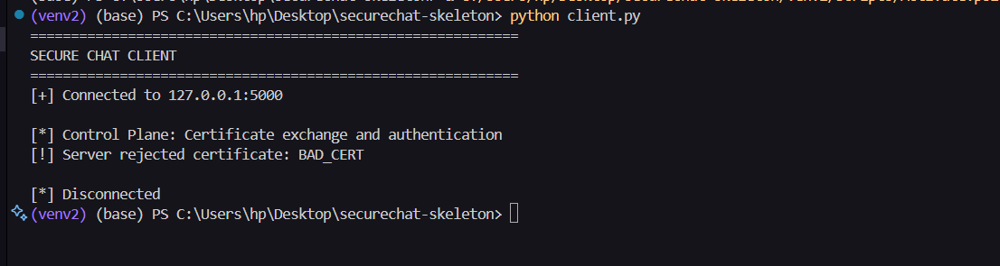 (venv2) (base) PS C:\Users\hp\Desktop\securechat-skeleton> python client.py
============================================================
SECURE CHAT CLIENT
============================================================
[+] Connected to 127.0.0.1:5000
[*] Control Plane: Certificate exchange and authentication
[!] Server rejected certificate: BAD_CERT
[*] Disconnected
(venv2) (base) PS C:\Users\hp\Desktop\securechat-skeleton>